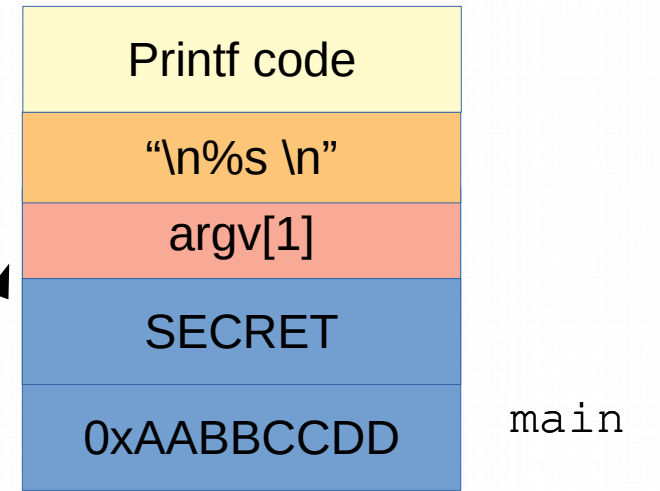 Printf code
“\n%s \n”
argv[1]
SECRET
0xAABBCCDD
main